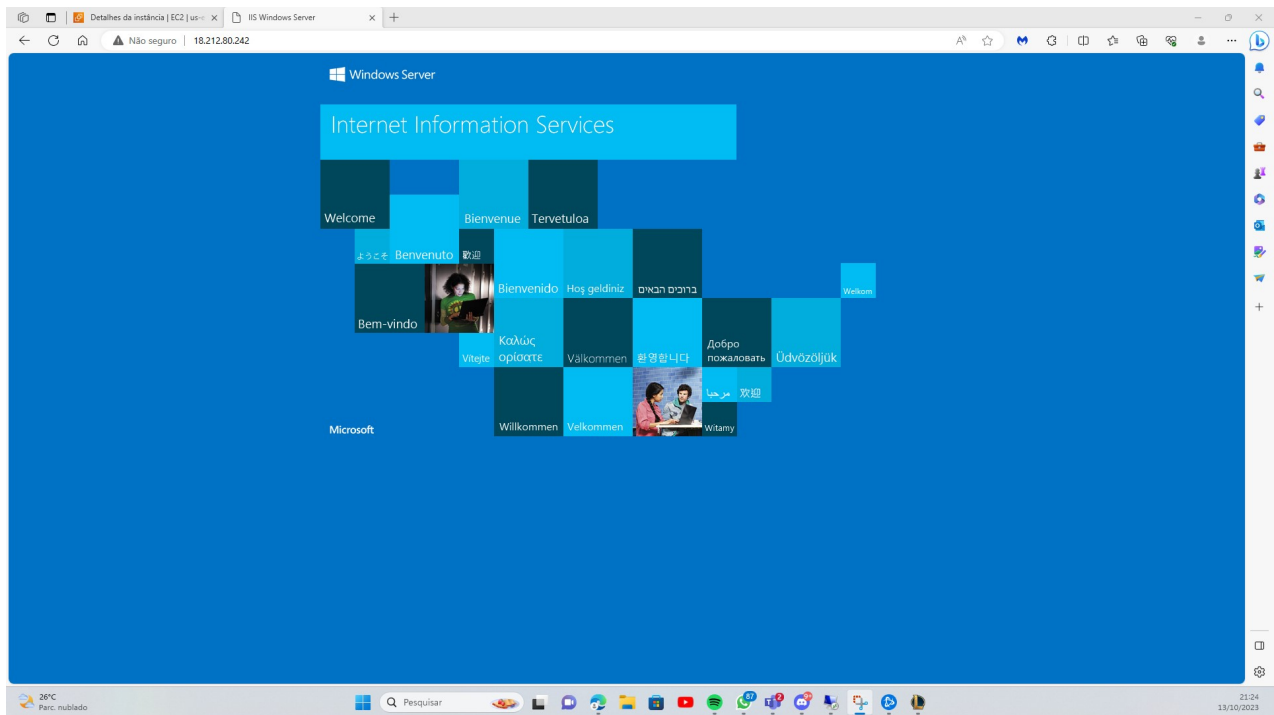 Detalhes da instância | EC2 | us-e
IIS Windows Server
Não seguro | 18.212.80.242
Windows Server
Internet Information Services
Welcome
Bienvenue
Tervetuloa
ようこそ
Benvenuto
歡迎
Bienvenido
Hoş geldiniz
ברוכים הבאים
Welkom
Bem-vindo
Vítejte
Καλώς
ορίσατε
Välkommen
환영합니다
Добро
пожаловать
Üdvözöljük
مرحبا
欢迎
Willkommen
Velkommen
Witamy
Microsoft
26°C
Parc. nublado
Pesquisar
87
2
9+
21:24
13/10/2023